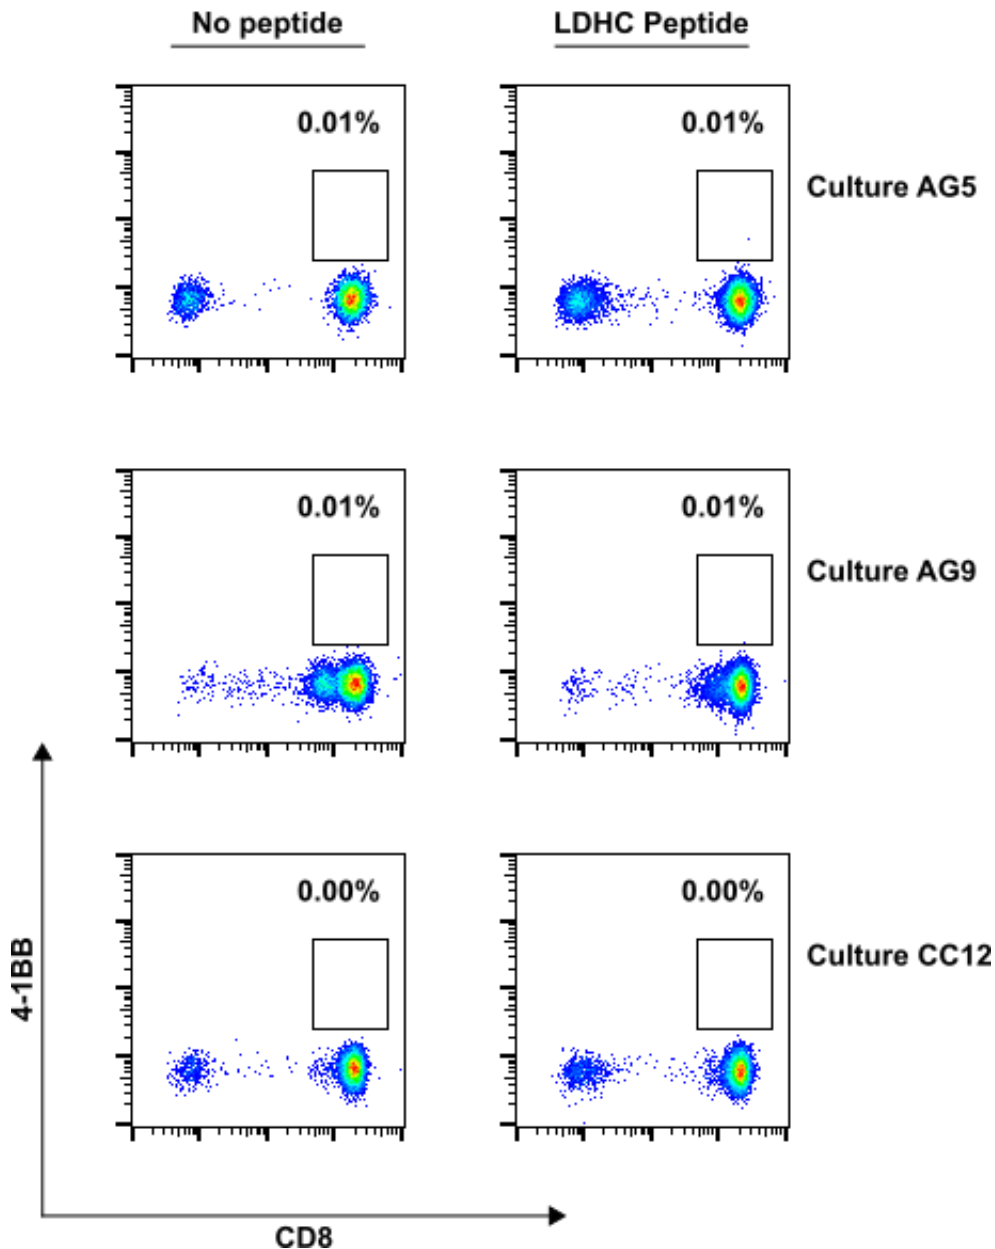 No peptide
LDHC Peptide
0.01%
0.01%
Culture AG5
0.01%
0.01%
Culture AG9
0.00%
0.00%
Culture CC12
4-1BB
CD8